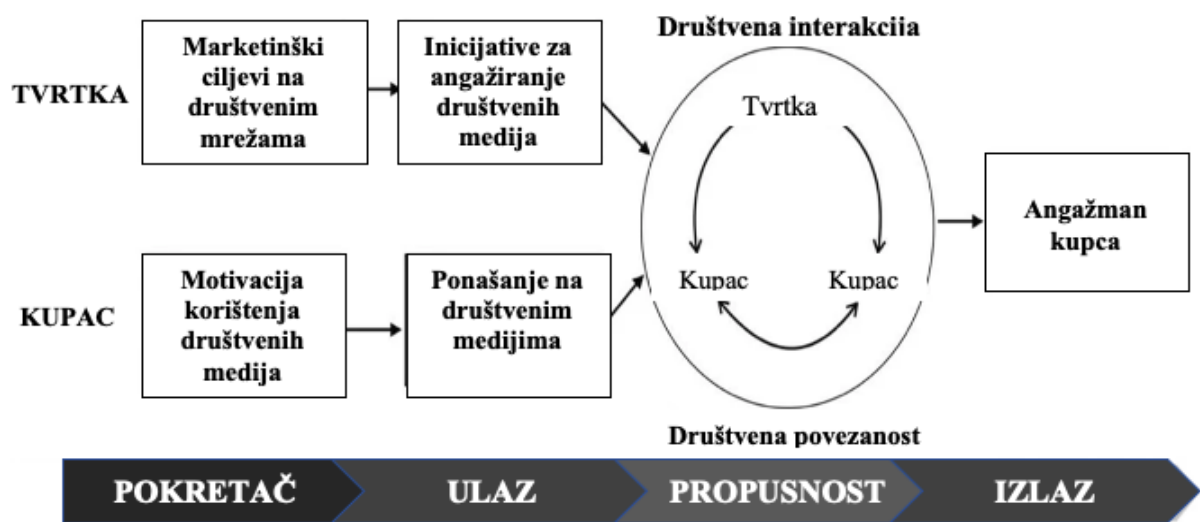 TVRTKA
Marketinški
ciljevi na
društvenim
mrežama
Inicijative za
angažiranje
društvenih
medija
Društvena interakcija
Tvrtka
Kupac
Kupac
Društvena povezanost
Angažman
kupca
KUPAC
Motivacija
korištenja
društvenih
medija
Ponašanje na
društvenim
medijima
POKRETAČ
ULAZ
PROPUSNOST
IZLAZ